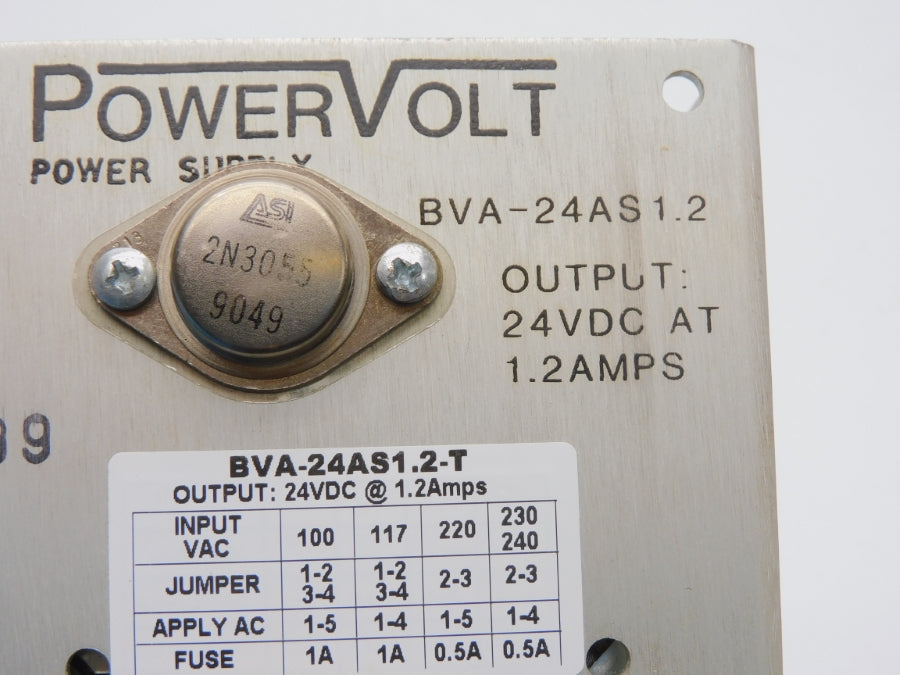 POWERVOLT
POWER SUPPLY
ASI
2N3055
9049
BVA-24AS1.2
OUTPUT:
24VDC AT
1.2AMPS
BVA-24AS1.2-T
OUTPUT: 24VDC @ 1.2Amps
INPUT VAC 100 117 220 230 240
JUMPER 1-2 3-4 1-2 3-4 2-3 2-3
APPLY AC 1-5 1-4 1-5 1-4
FUSE 1A 1A 0.5A 0.5A